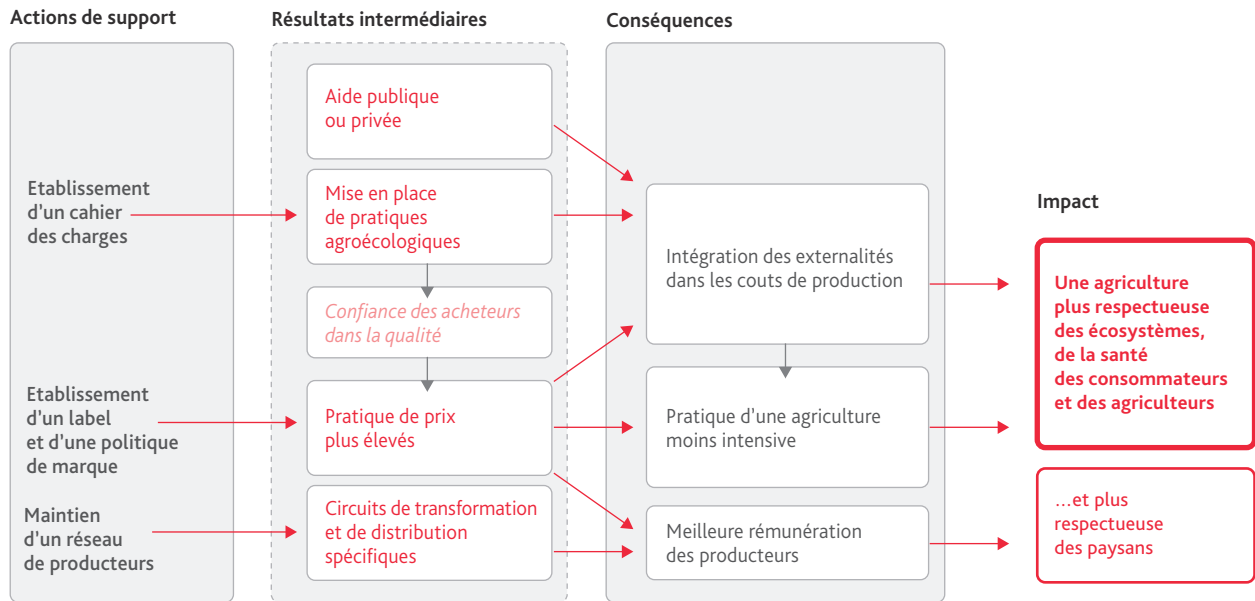 Actions de support
Etablissement
d'un cahier
des charges
Etablissement
d'un label
et d'une politique
de marque
Maintien
d'un réseau
de producteurs
Résultats intermédiaires
Aide publique
ou privée
Mise en place
de pratiques
agroécologiques
Confiance des acheteurs
dans la qualité
Pratique de prix
plus élevés
Circuits de transformation
et de distribution
spécifiques
Conséquences
Intégration des externalités
dans les couts de production
Pratique d'une agriculture
moins intensive
Meilleure rémunération
des producteurs
Impact
Une agriculture
plus respectueuse
des écosystèmes,
de la santé
des consommateurs
et des agriculteurs
...et plus
respectueuse
des paysans